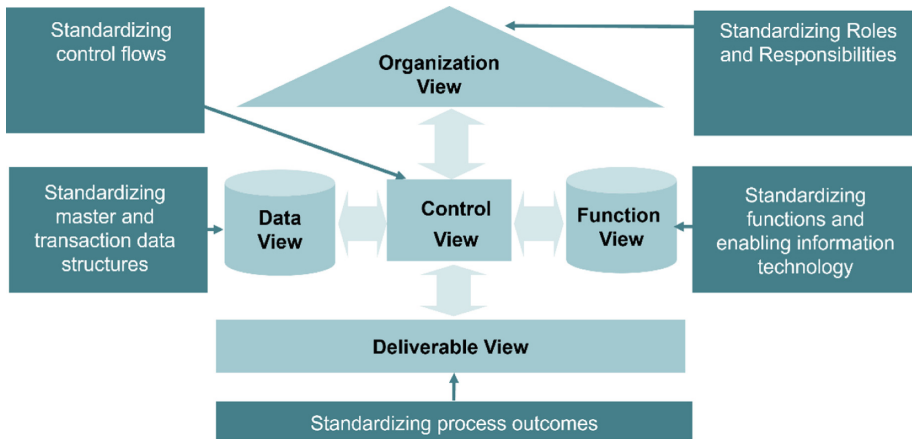 Standardizing
control flows
Organization
View
Standardizing Roles
and Responsibilities
Standardizing
master and
transaction data
structures
Data
View
Control
View
Function
View
Standardizing
functions and
enabling information
technology
Deliverable View
Standardizing process outcomes